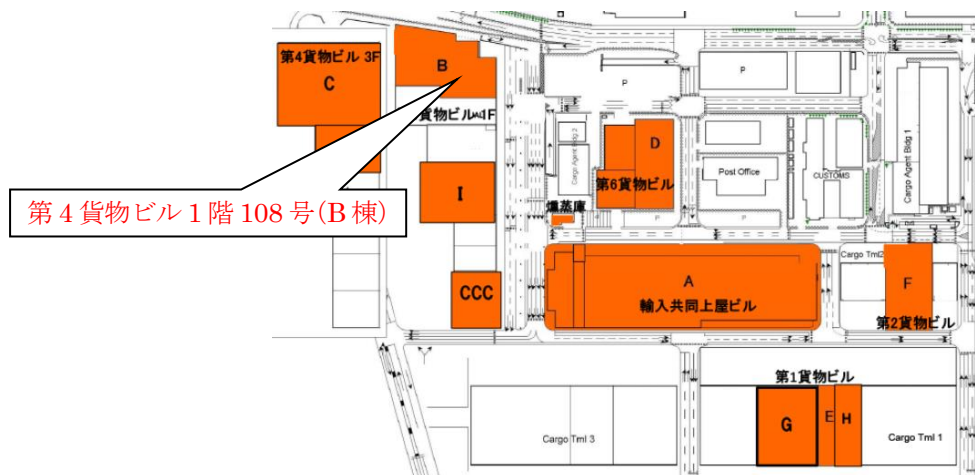 第4貨物ビル 3F
C
B
貨物ビル 1F
第４貨物ビル１階 108 号(B 棟)
I
CCC
P
P
Cargo Agent Bldg 2
D
第6貨物ビル
燻蒸庫
P
Post Office
P
CUSTOMS
Cargo Agent Bldg 1
A
輸入共同上屋ビル
Cargo Tml2
F
第2貨物ビル
第1貨物ビル
G
E
H
Cargo Tml 3
Cargo Tml 1